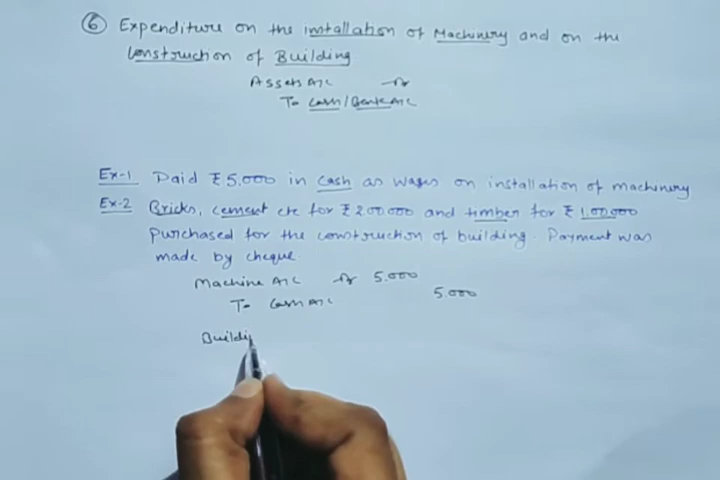 6 Expenditure on the installation of Machinery and on the
Construction of Building
Assets A/C Dr
To Cash/Bank A/C
Ex-1 Paid ₹5.000 in cash as wages on installation of machinery
Ex-2 Bricks, cement etc for ₹200000 and timber for ₹1,00,000
purchased for the construction of building. Payment was
made by cheque
Machine A/C Dr 5.000
To Cash A/C 5.000
Buildi